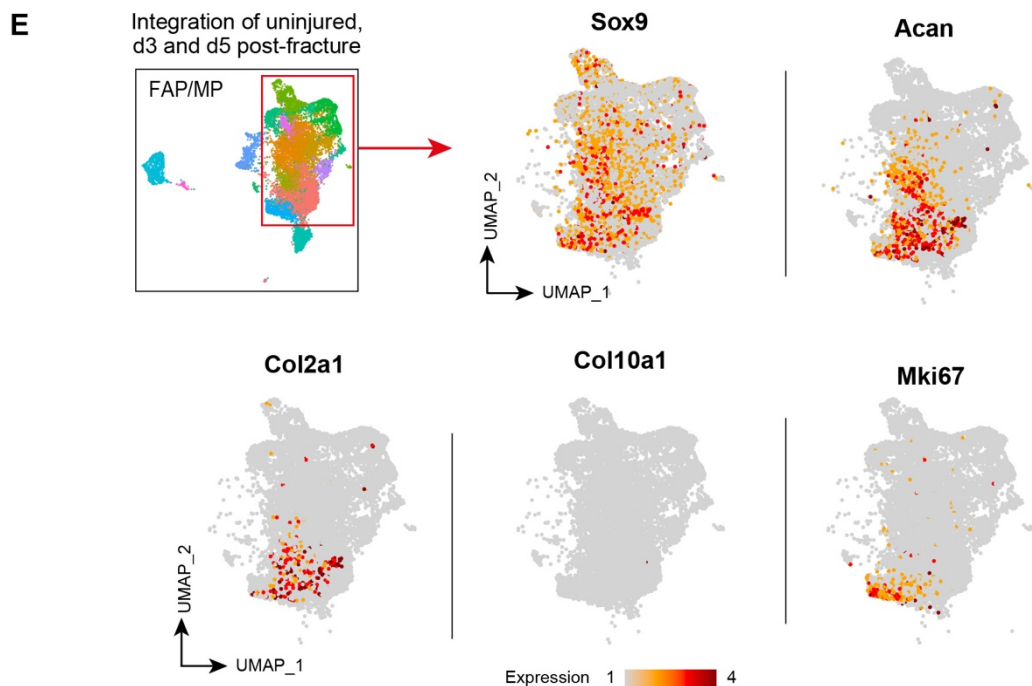 E
Integration of uninjured,
d3 and d5 post-fracture
FAP/MP
Sox9
Acan
UMAP_2
UMAP_1
Col2a1
Col10a1
Mki67
UMAP_2
UMAP_1
Expression 1 4